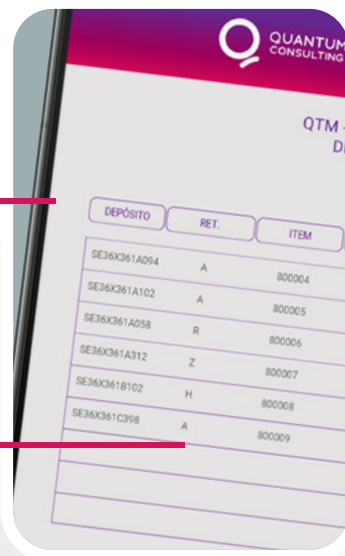 QUANTUM
CONSULTING
QTM -
DEPÓSITO RET. ITEM
SE36X361A094 A 800004
SE36X361A102 A 800005
SE36X361A058 R 800006
SE36X361A312 Z 800007
SE36X361B102 H 800008
SE36X361C398 A 800009